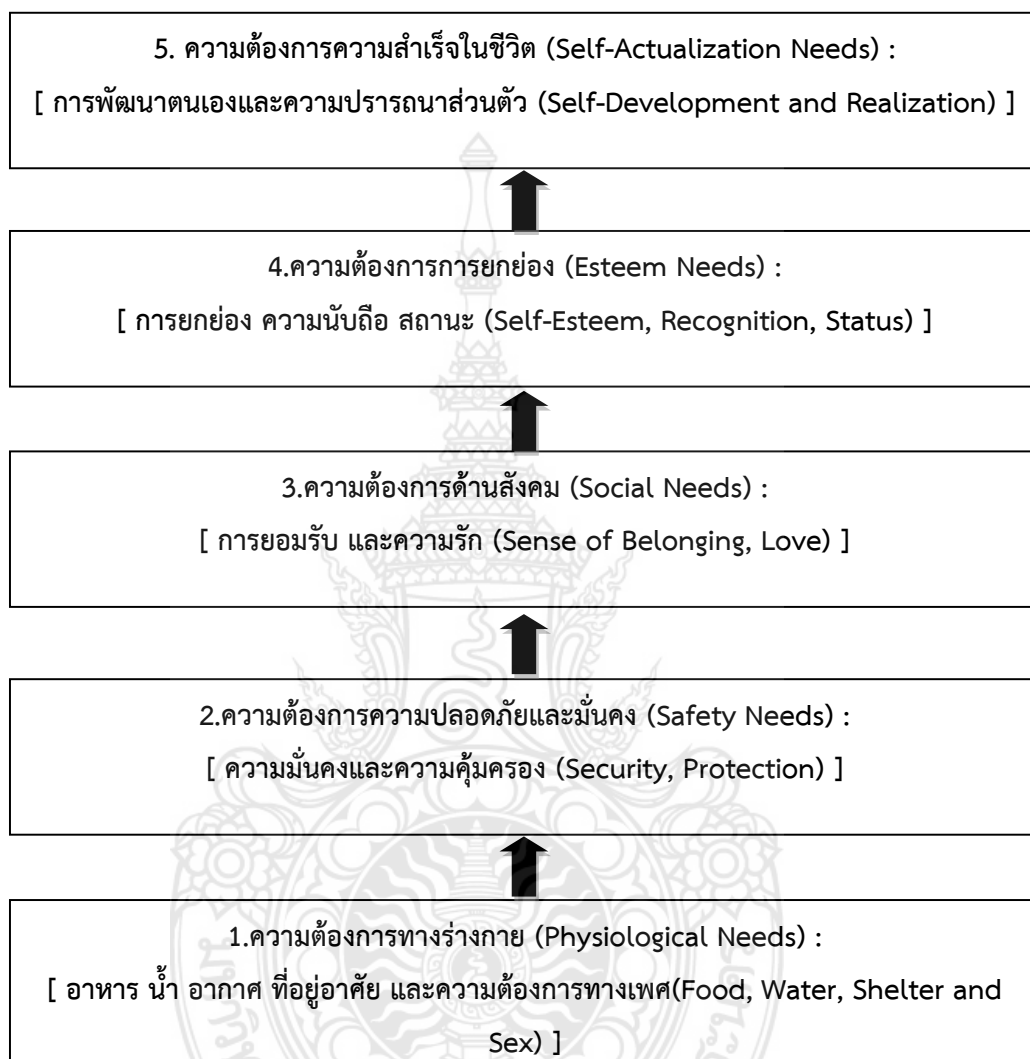 5. ความต้องการความสำเร็จในชีวิต (Self-Actualization Needs) :
[ การพัฒนาตนเองและความปรารถนาส่วนตัว (Self-Development and Realization) ]
4.ความต้องการการยกย่อง (Esteem Needs) :
[ การยกย่อง ความนับถือ สถานะ (Self-Esteem, Recognition, Status) ]
3.ความต้องการด้านสังคม (Social Needs) :
[ การยอมรับ และความรัก (Sense of Belonging, Love) ]
2.ความต้องการความปลอดภัยและมั่นคง (Safety Needs) :
[ ความมั่นคงและความคุ้มครอง (Security, Protection) ]
1.ความต้องการทางร่างกาย (Physiological Needs) :
[ อาหาร น้ำ อากาศ ที่อยู่อาศัย และความต้องการทางเพศ(Food, Water, Shelter and
Sex) ]